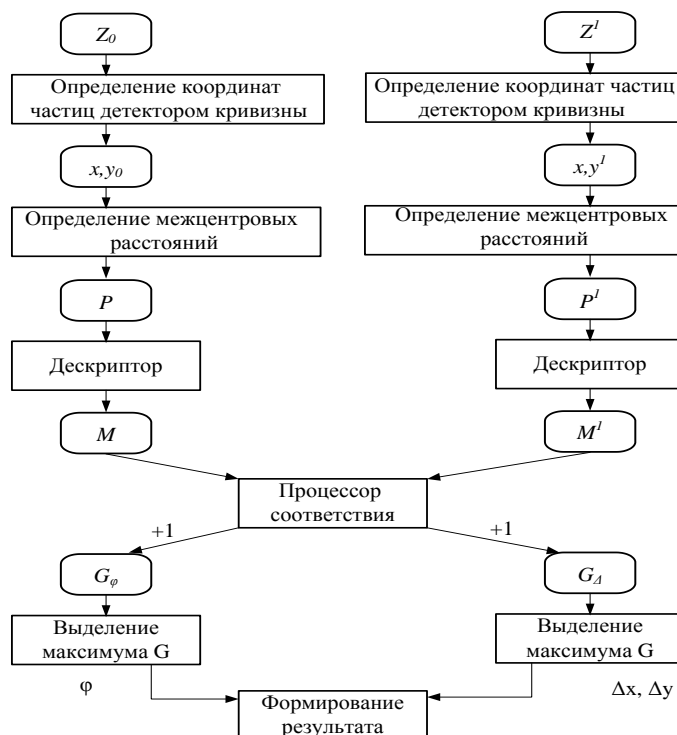 Z₀
Z¹
Определение координат
частиц детектором кривизны
Определение координат частиц
детектором кривизны
x,y₀
x,y¹
Определение межцентровых
расстояний
Определение межцентровых
расстояний
P
P¹
Дескриптор
Дескриптор
M
M¹
Процессор
соответствия
+1
+1
Gφ
G_Δ
Выделение
максимума G
Выделение
максимума G
φ
Δx, Δy
Формирование
результата